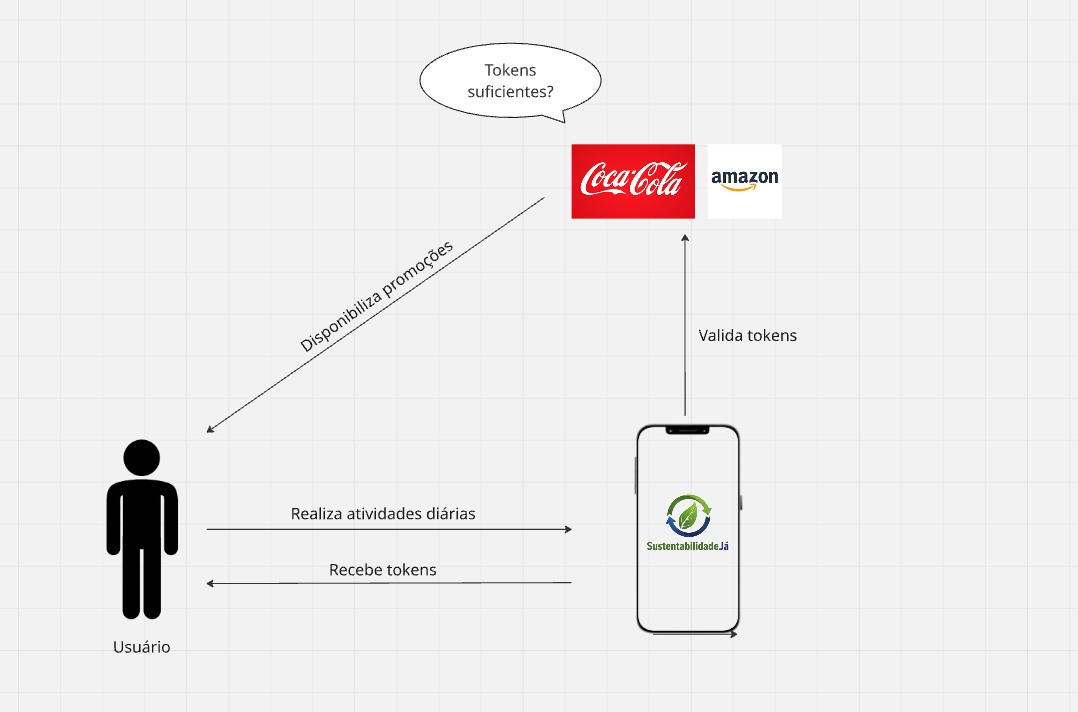 Tokens
suficientes?
Coca-Cola
amazon
Disponibiliza promoções
Valida tokens
Realiza atividades diárias
SustentabilidadeJá
Recebe tokens
Usuário